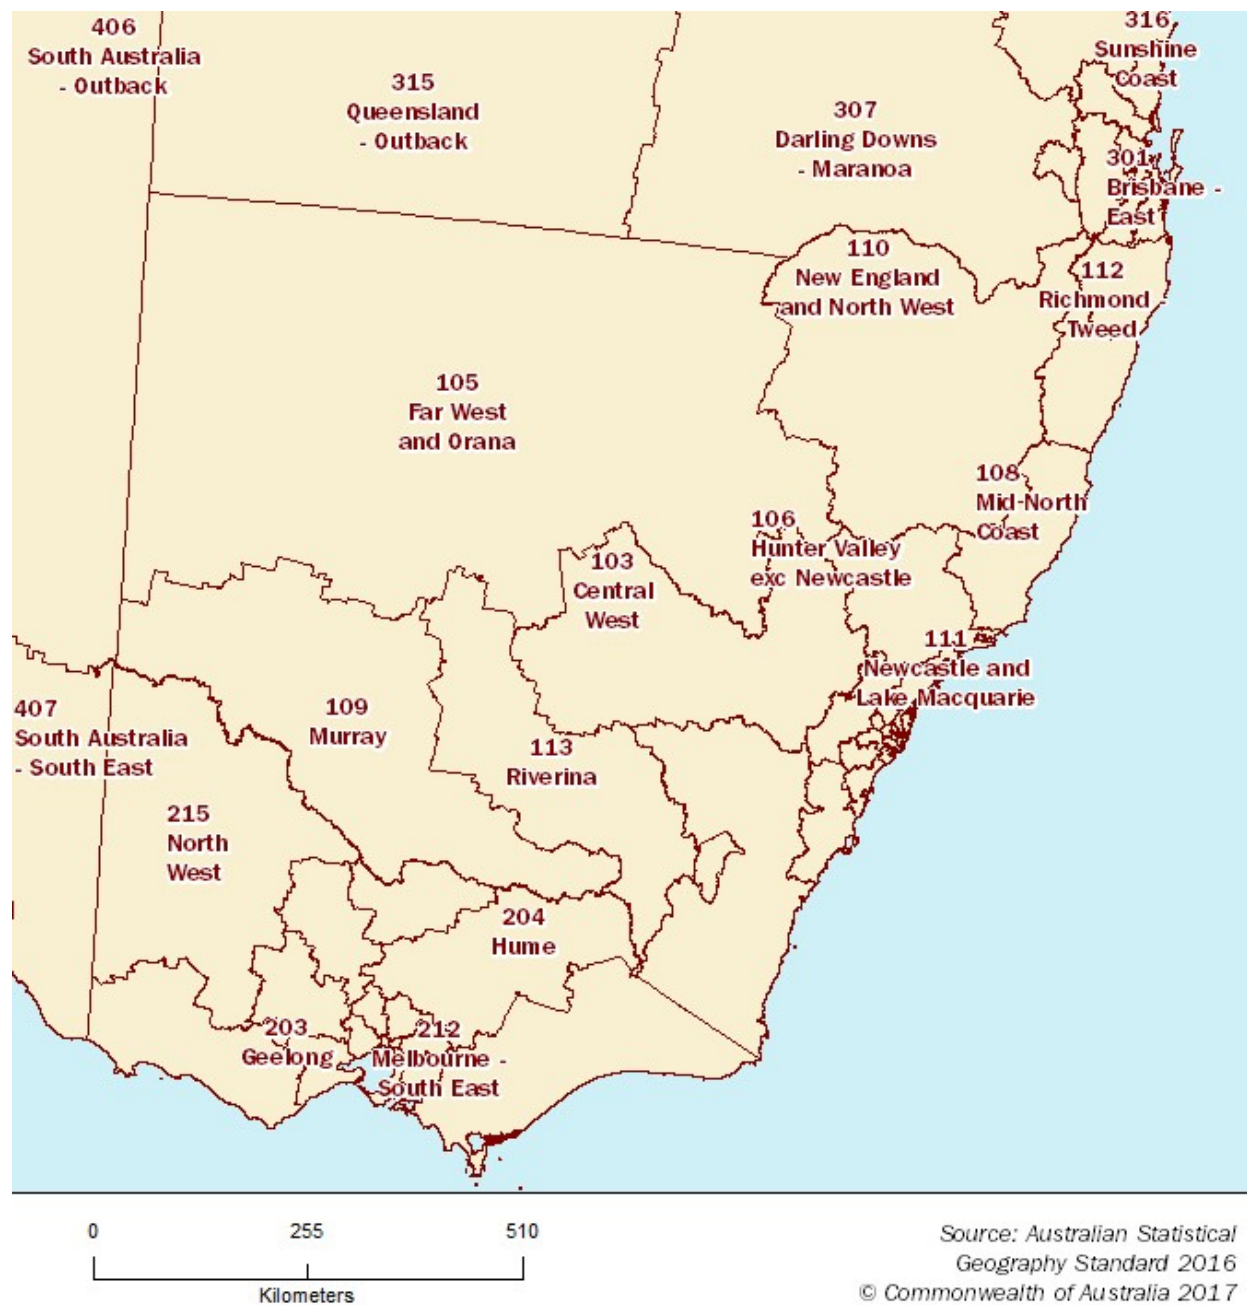 406
South Australia
- Outback
315
Queensland
- Outback
307
Darling Downs
- Maranoa
316
Sunshine
Coast
301
Brisbane -
East
110
New England
and North West
112
Richmond
Tweed
105
Far West
and Orana
108
Mid-North
Coast
106
Hunter Valley
exc Newcastle
103
Central
West
111
Newcastle and
Lake Macquarie
407
South Australia
- South East
109
Murray
113
Riverina
215
North
West
204
Hume
203
Geelong
212
Melbourne -
South East
0 255 510
Kilometers
Source: Australian Statistical
Geography Standard 2016
© Commonwealth of Australia 2017